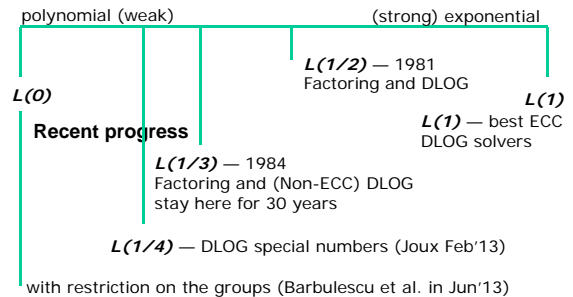 polynomial (weak) (strong) exponential
L(1/2) — 1981
Factoring and DLOG
L(0)
L(1)
L(1) — best ECC
DLOG solvers
Recent progress
L(1/3) — 1984
Factoring and (Non-ECC) DLOG
stay here for 30 years
L(1/4) — DLOG special numbers (Joux Feb'13)
with restriction on the groups (Barbulescu et al. in Jun'13)